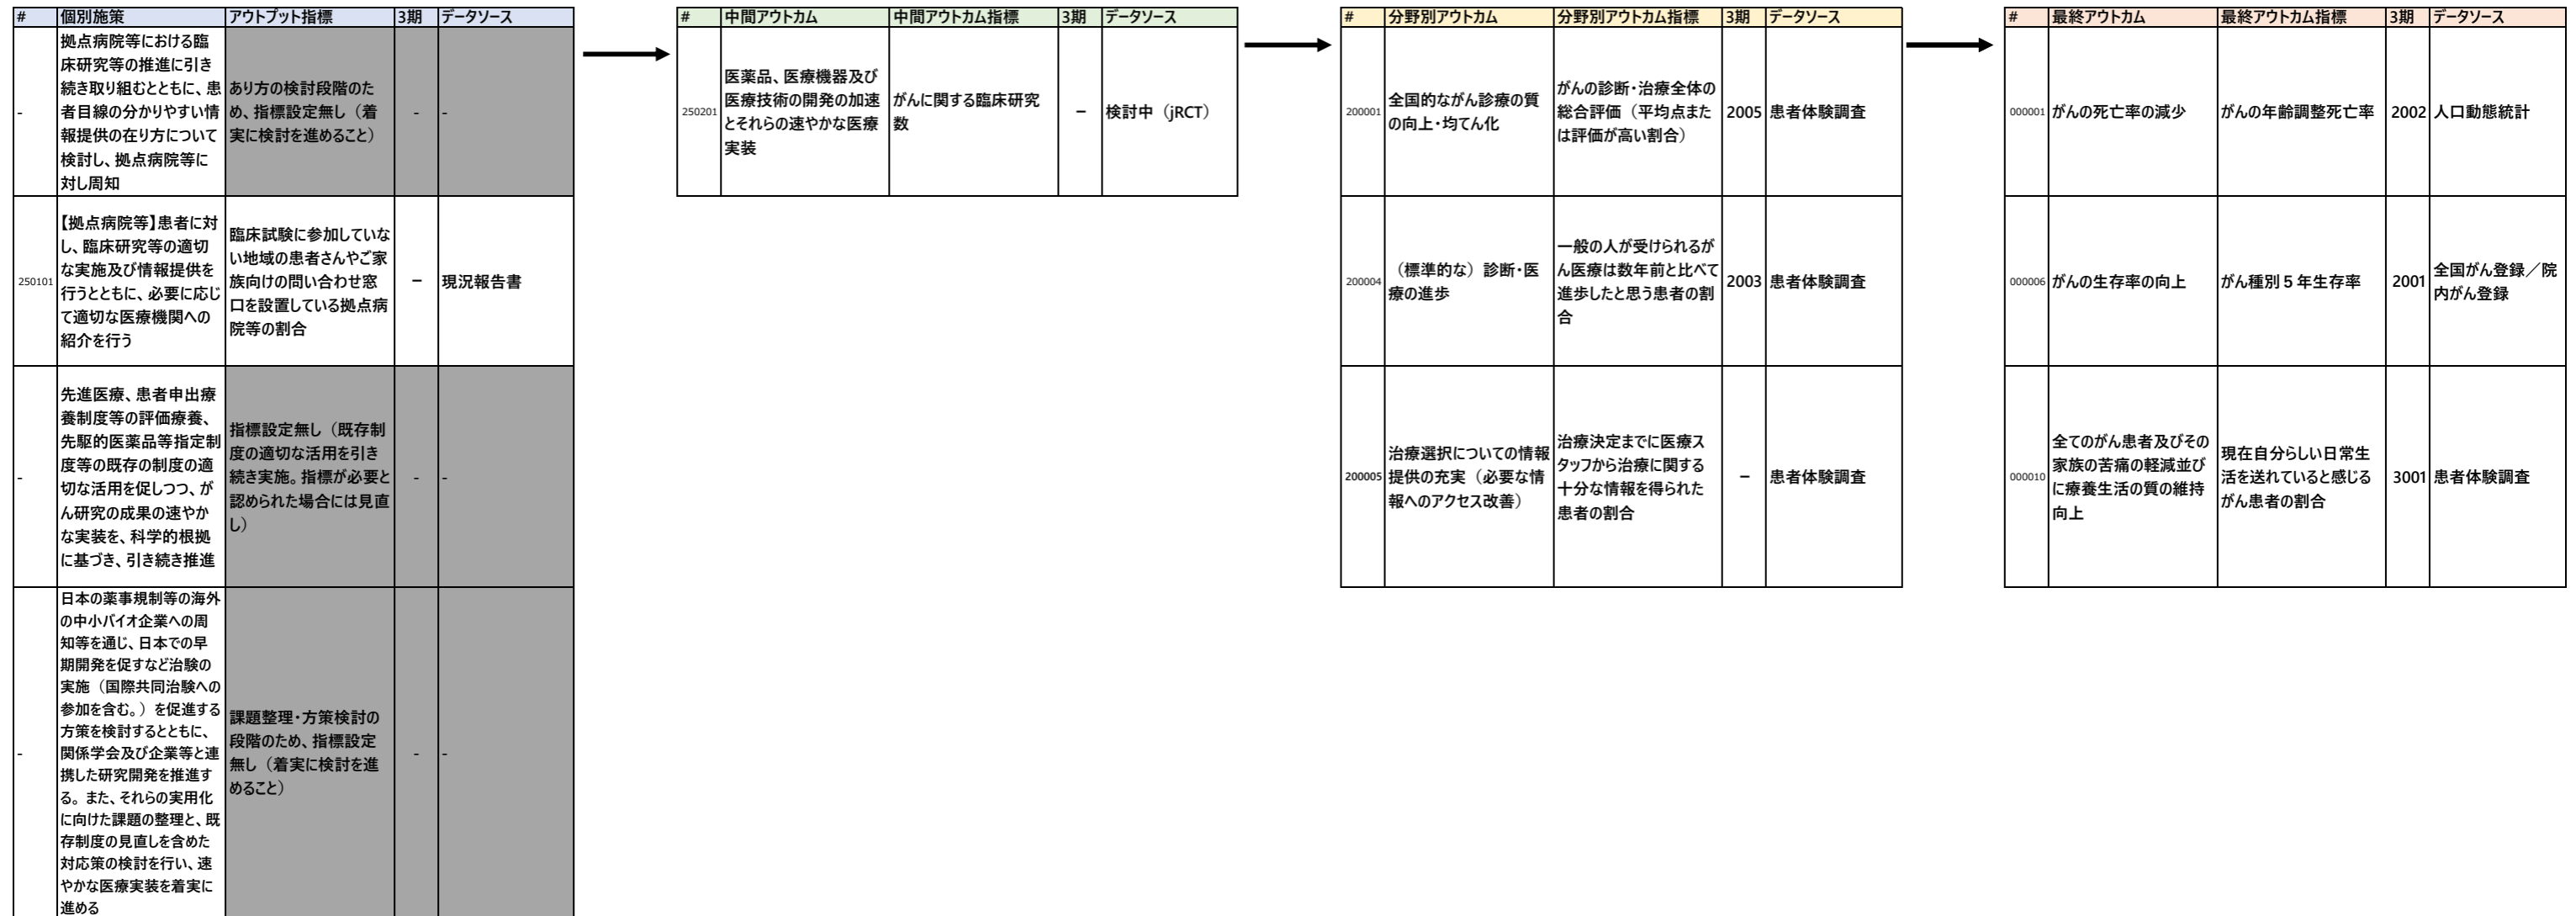 # 個別施策 アウトプット指標 3期 データソース
-
拠点病院等における臨
床研究等の推進に引き
続き取り組むとともに、患
者目線の分かりやすい情
報提供の在り方について
検討し、拠点病院等に
対し周知
あり方の検討段階のた
め、指標設定無し（着
実に検討を進めること）
-
-
250101
【拠点病院等】患者に対
し、臨床研究等の適切
な実施及び情報提供を
行うとともに、必要に応じ
て適切な医療機関への
紹介を行う
臨床試験に参加していな
い地域の患者さんやご家
族向けの問い合わせ窓
口を設置している拠点病
院等の割合
－
現況報告書
-
先進医療、患者申出療
養制度等の評価療養、
先駆的医薬品等指定制
度等の既存の制度の適
切な活用を促しつつ、が
ん研究の成果の速やか
な実装を、科学的根拠
に基づき、引き続き推進
指標設定無し（既存制
度の適切な活用を引き
続き実施。指標が必要と
認められた場合には見直
し）
-
-
-
日本の薬事規制等の海外
の中小バイオ企業への周
知等を通じ、日本での早
期開発を促すなど治験の
実施（国際共同治験への
参加を含む。）を促進する
方策を検討するとともに、
関係学会及び企業等と連
携した研究開発を推進す
る。また、それらの実用化
に向けた課題の整理と、既
存制度の見直しを含めた
対応策の検討を行い、速
やかな医療実装を着実に
進める
課題整理・方策検討の
段階のため、指標設定
無し（着実に検討を進
めること）
-
-
# 中間アウトカム 中間アウトカム指標 3期 データソース
250201
医薬品、医療機器及び
医療技術の開発の加速
とそれらの速やかな医療
実装
がんに関する臨床研究
数
－
検討中（jRCT）
# 分野別アウトカム 分野別アウトカム指標 3期 データソース
200001
全国的ながん診療の質
の向上・均てん化
がんの診断・治療全体の
総合評価（平均点また
は評価が高い割合）
2005
患者体験調査
200004
（標準的な）診断・医
療の進歩
一般の人が受けられるが
ん医療は数年前と比べて
進歩したと思う患者の割
合
2003
患者体験調査
200005
治療選択についての情報
提供の充実（必要な情
報へのアクセス改善）
治療決定までに医療ス
タッフから治療に関する
十分な情報を得られた
患者の割合
－
患者体験調査
# 最終アウトカム 最終アウトカム指標 3期 データソース
000001
がんの死亡率の減少
がんの年齢調整死亡率
2002
人口動態統計
000006
がんの生存率の向上
がん種別５年生存率
2001
全国がん登録／院
内がん登録
000010
全てのがん患者及びその
家族の苦痛の軽減並び
に療養生活の質の維持
向上
現在自分らしい日常生
活を送れていると感じる
がん患者の割合
3001
患者体験調査